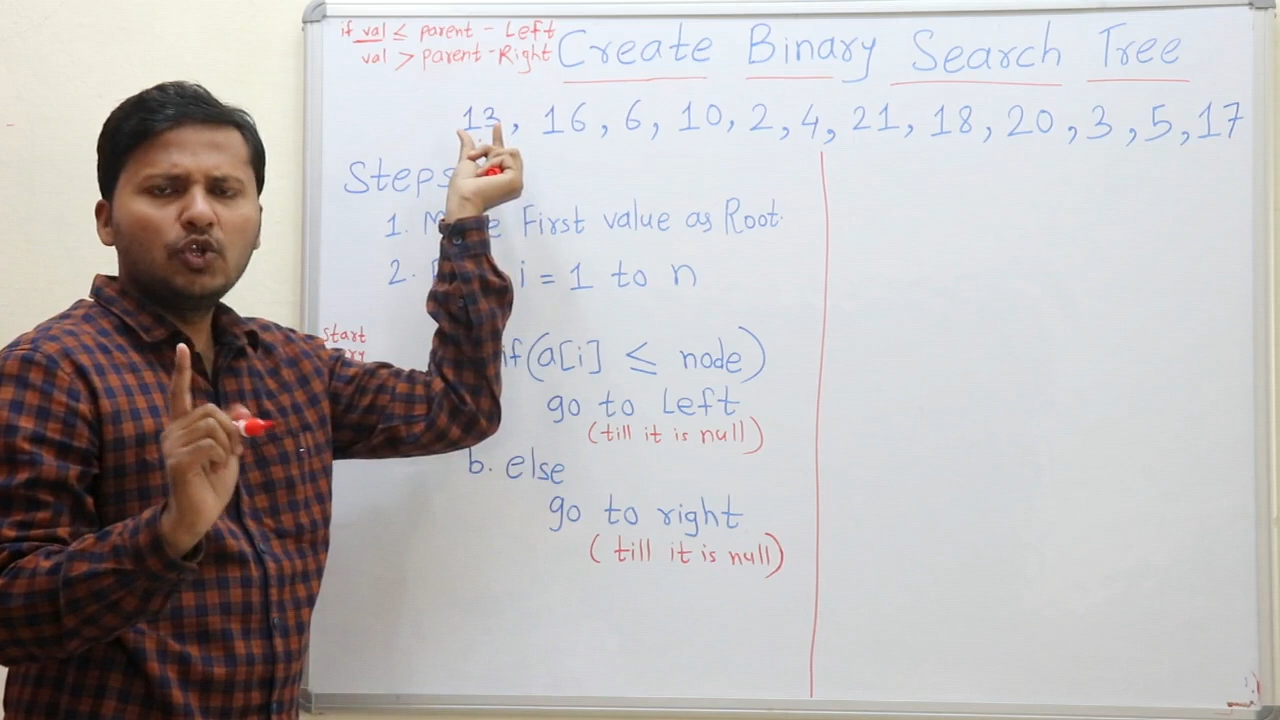 if val ≤ parent - Left
val > parent - Right
Create Binary Search Tree
13, 16, 6, 10, 2, 4, 21, 18, 20, 3, 5, 17
Steps
1. First value as Root.
2. i = 1 to n
start
if (a[i] ≤ node)
go to Left
(till it is null)
b. else
go to right
(till it is null)